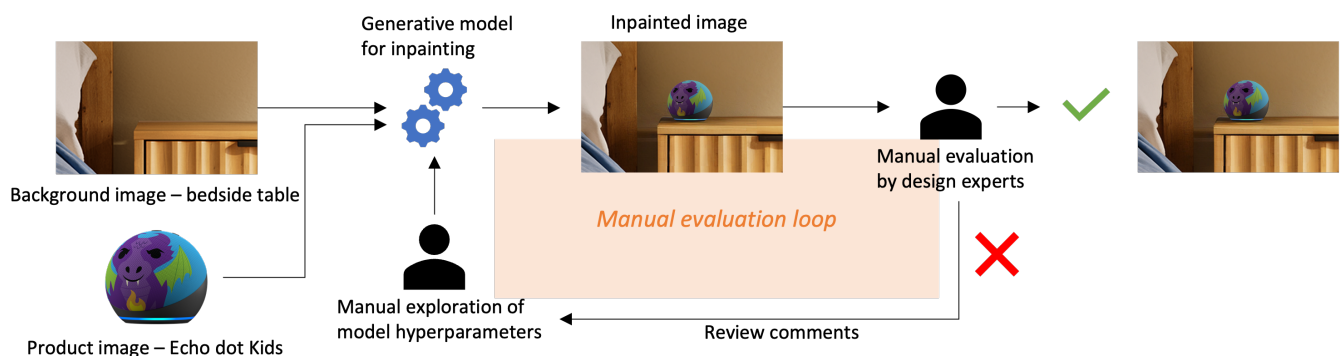 Generative model
for inpainting
Inpainted image
Background image – bedside table
Manual evaluation
by design experts
Manual evaluation loop
Manual exploration of
model hyperparameters
Review comments
Product image – Echo dot Kids